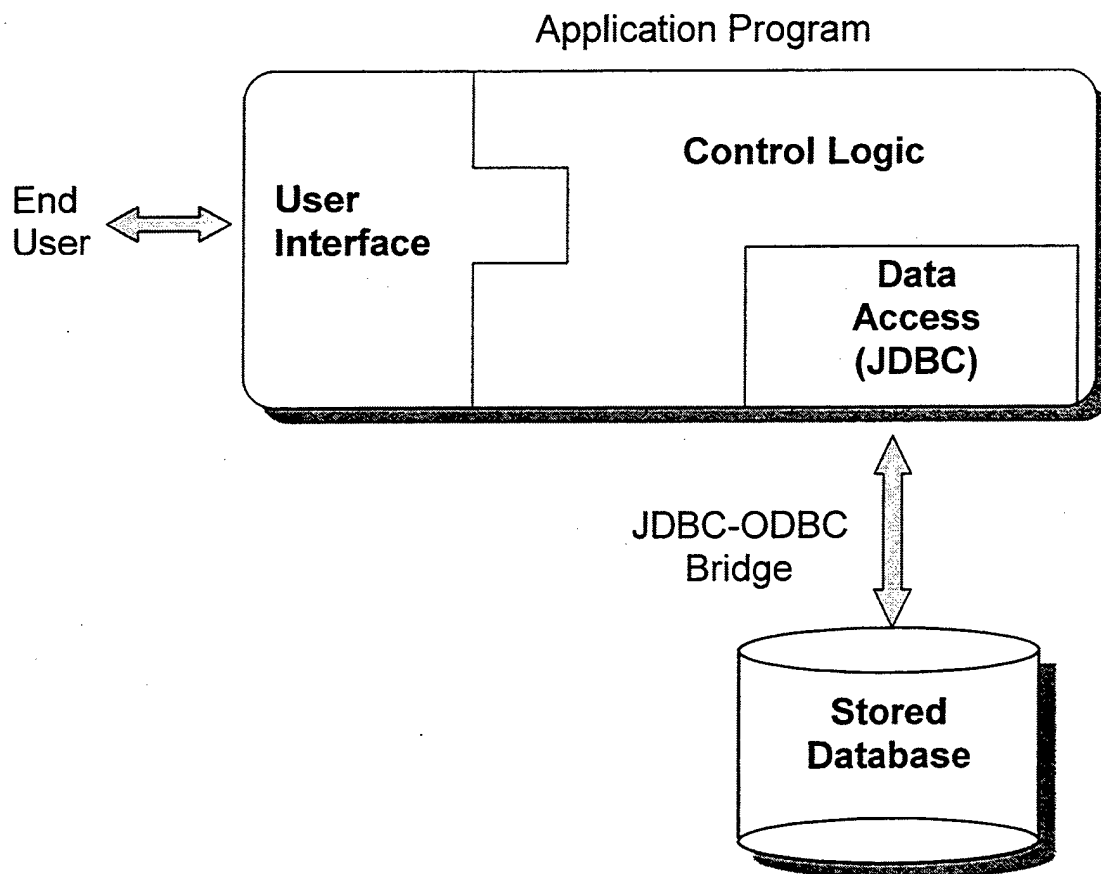 Application Program
Control Logic
End
User
User
Interface
Data
Access
(JDBC)
JDBC-ODBC
Bridge
Stored
Database